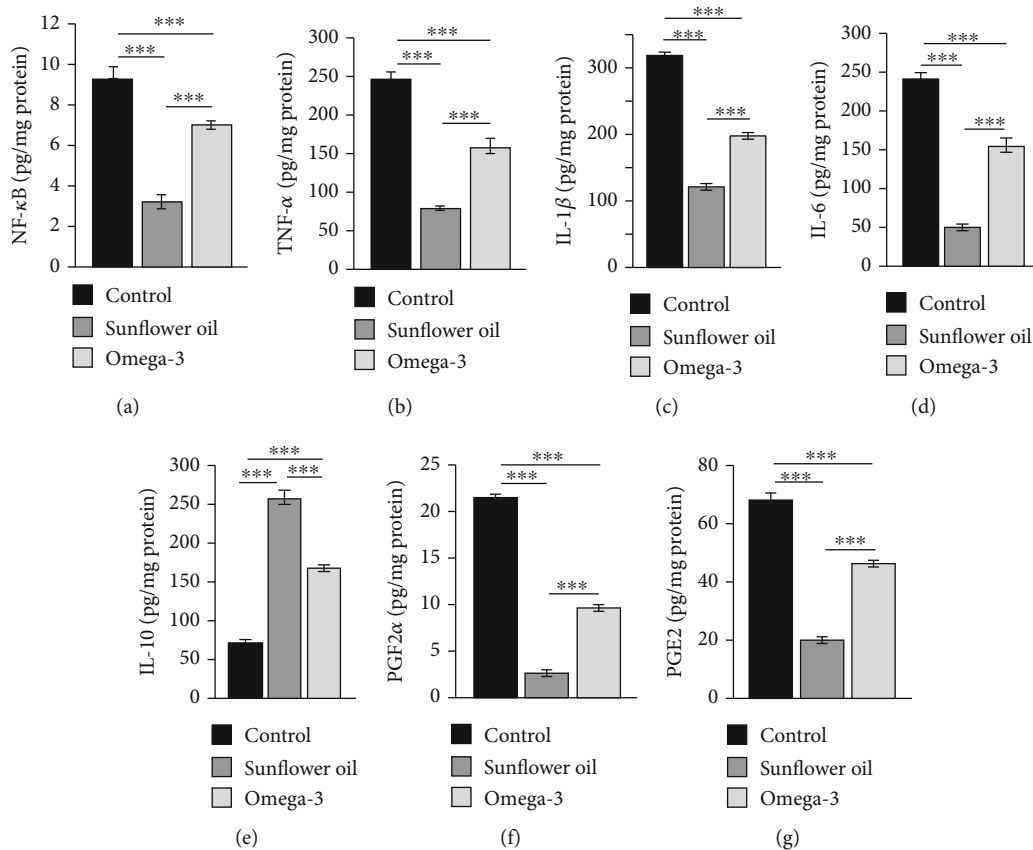 NF-κB (pg/mg protein)
12
10
8
6
4
2
0
***
***
***
Control
Sunflower oil
Omega-3
(a)
TNF-α (pg/mg protein)
300
250
200
150
100
50
0
***
***
***
Control
Sunflower oil
Omega-3
(b)
IL-1β (pg/mg protein)
300
200
100
0
***
***
***
Control
Sunflower oil
Omega-3
(c)
IL-6 (pg/mg protein)
300
250
200
150
100
50
0
***
***
***
Control
Sunflower oil
Omega-3
(d)
IL-10 (pg/mg protein)
300
250
200
150
100
50
0
***
*** ***
Control
Sunflower oil
Omega-3
(e)
PGF2α (pg/mg protein)
25
20
15
10
5
0
***
***
***
Control
Sunflower oil
Omega-3
(f)
PGE2 (pg/mg protein)
80
60
40
20
0
***
***
***
Control
Sunflower oil
Omega-3
(g)